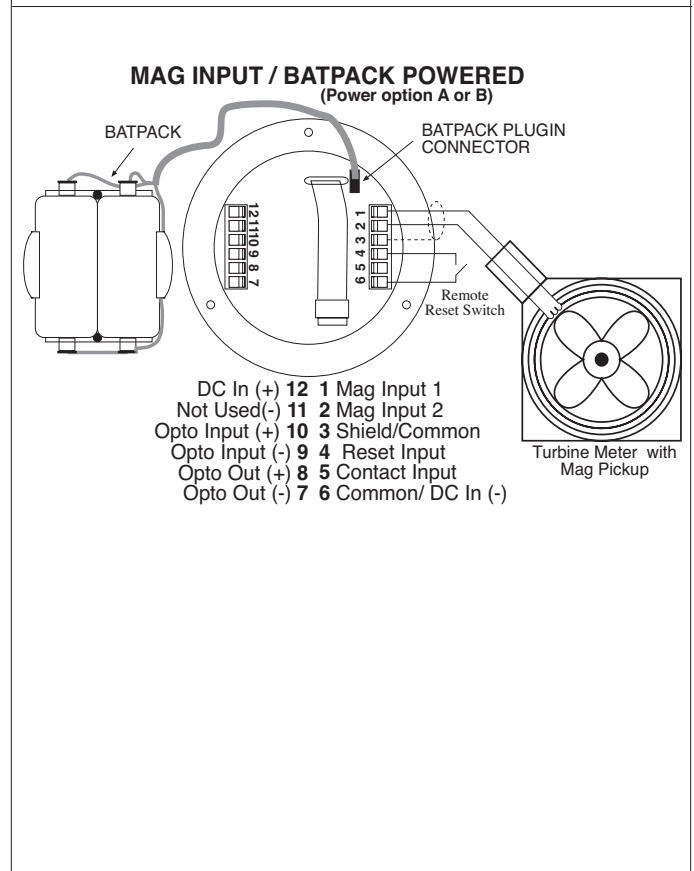 MAG INPUT / BATPACK POWERED
(Power option A or B)
BATPACK
BATPACK PLUGIN
CONNECTOR
12 11 10 9 8 7
1 2 3 4 5 6
Remote
Reset Switch
DC In (+) 12 1 Mag Input 1
Not Used(-) 11 2 Mag Input 2
Opto Input (+) 10 3 Shield/Common
Opto Input (-) 9 4 Reset Input
Opto Out (+) 8 5 Contact Input
Opto Out (-) 7 6 Common/ DC In (-)
Turbine Meter with
Mag Pickup